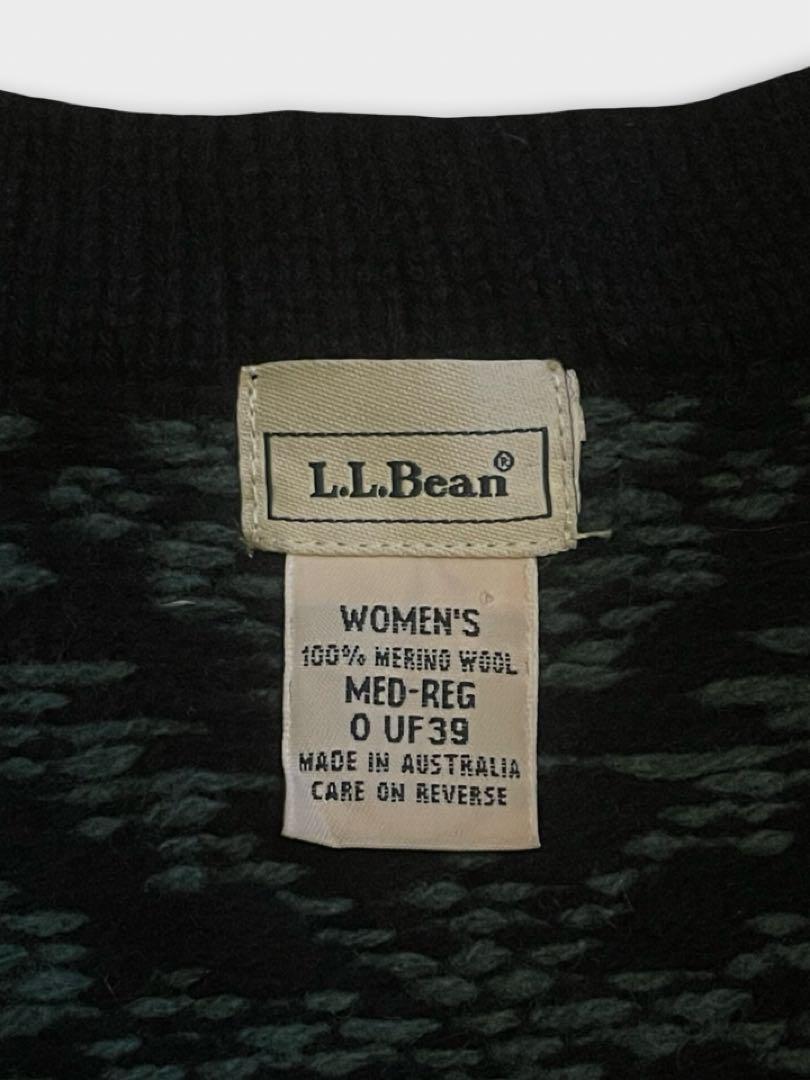 L.L.Bean®
WOMEN'S
100% MERINO WOOL
MED-REG
0 UF39
MADE IN AUSTRALIA
CARE ON REVERSE